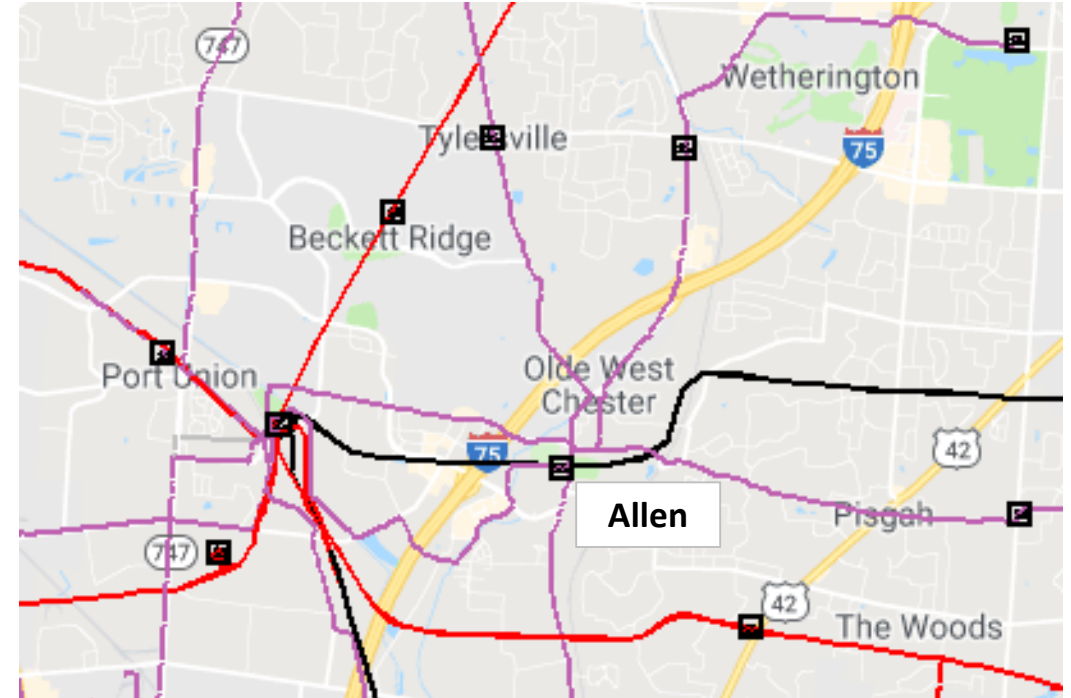 747
Wetherington
Tylersville
75
Beckett Ridge
Port Union
Olde West
Chester
75
42
Allen
Pisgah
747
42
The Woods